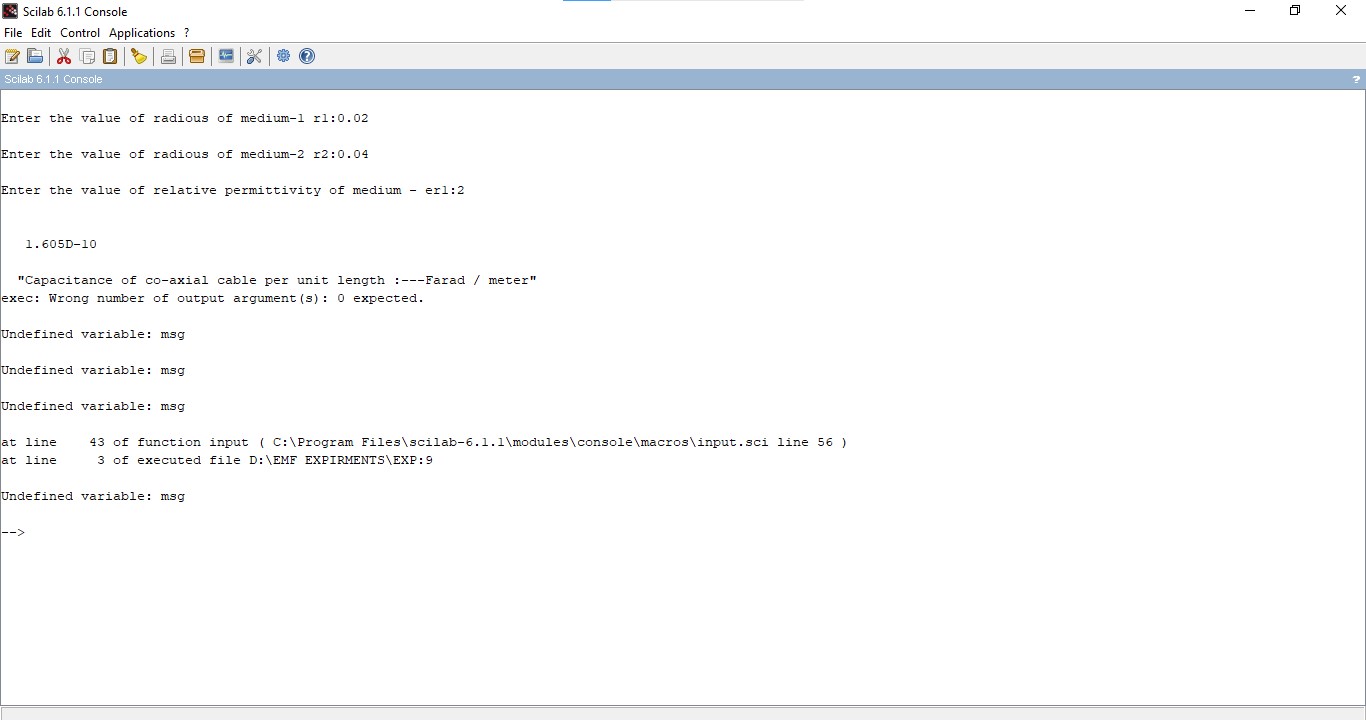 Scilab 6.1.1 Console
File Edit Control Applications ?
Scilab 6.1.1 Console ?
Enter the value of radious of medium-1 r1:0.02
Enter the value of radious of medium-2 r2:0.04
Enter the value of relative permittivity of medium - er1:2
1.605D-10
"Capacitance of co-axial cable per unit length :---Farad / meter"
exec: Wrong number of output argument(s): 0 expected.
Undefined variable: msg
Undefined variable: msg
Undefined variable: msg
at line 43 of function input ( C:\Program Files\scilab-6.1.1\modules\console\macros\input.sci line 56 )
at line 3 of executed file D:\EMF EXPIRMENTS\EXP:9
Undefined variable: msg
-->